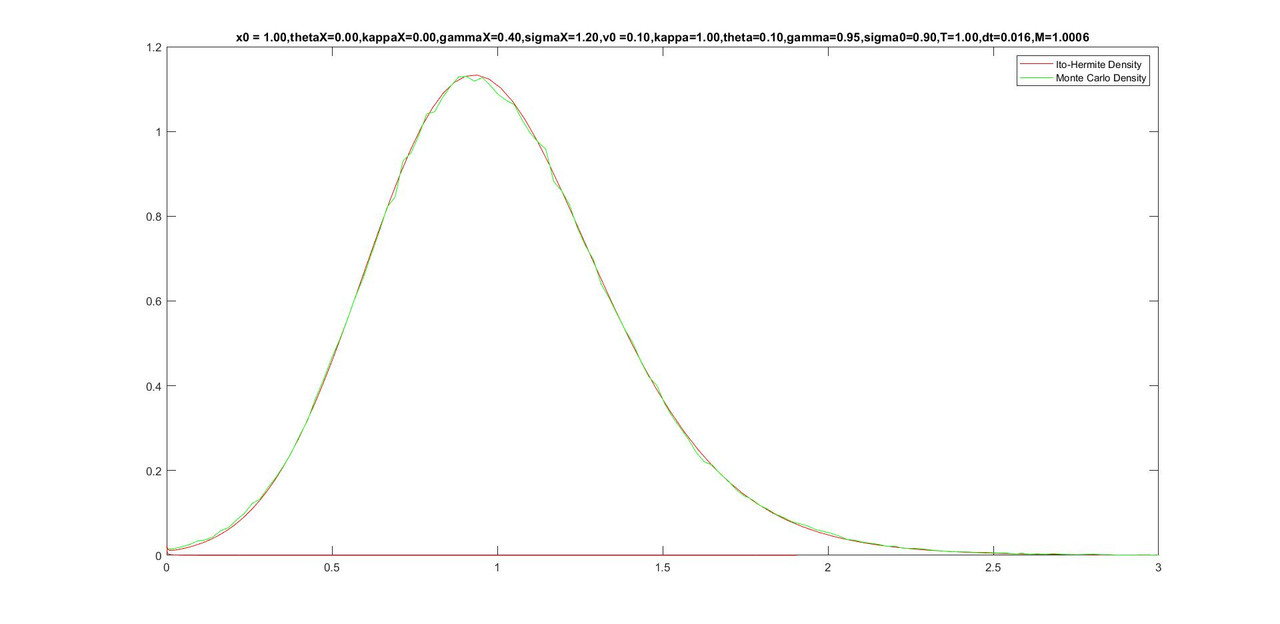 x0 = 1.00,thetaX=0.00,kappaX=0.00,gammaX=0.40,sigmaX=1.20,v0 =0.10,kappa=1.00,theta=0.10,gamma=0.95,sigma0=0.90,T=1.00,dt=0.016,M=1.0006
Ito-Hermite Density
Monte Carlo Density
1.2
1
0.8
0.6
0.4
0.2
0
0 0.5 1 1.5 2 2.5 3